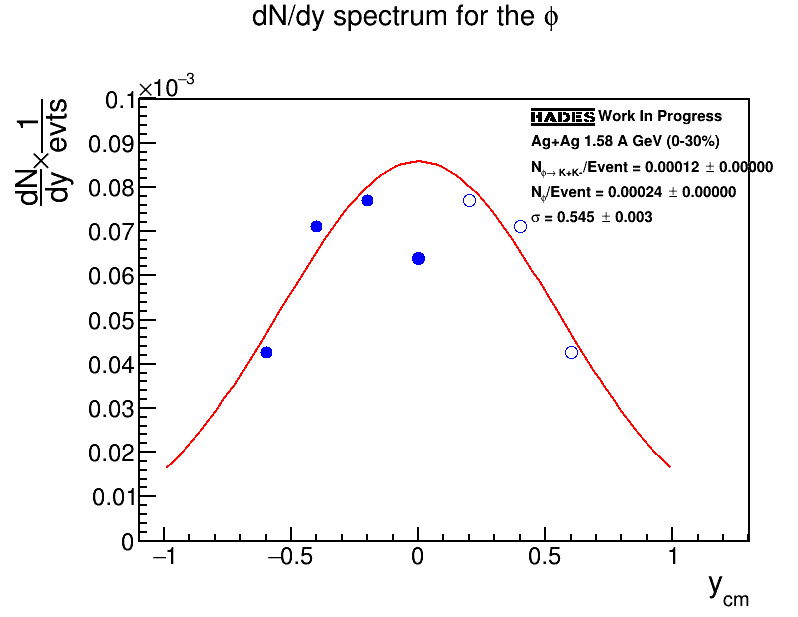 dN/dy spectrum for the ϕ
×10⁻³
dN/dy × 1/evts
HADES Work In Progress
Ag+Ag 1.58 A GeV (0-30%)
N_ϕ→ K+K-/Event = 0.00012 ± 0.00000
N_ϕ/Event = 0.00024 ± 0.00000
σ = 0.545 ± 0.003
0.1
0.09
0.08
0.07
0.06
0.05
0.04
0.03
0.02
0.01
0
−1 −0.5 0 0.5 1
y_cm